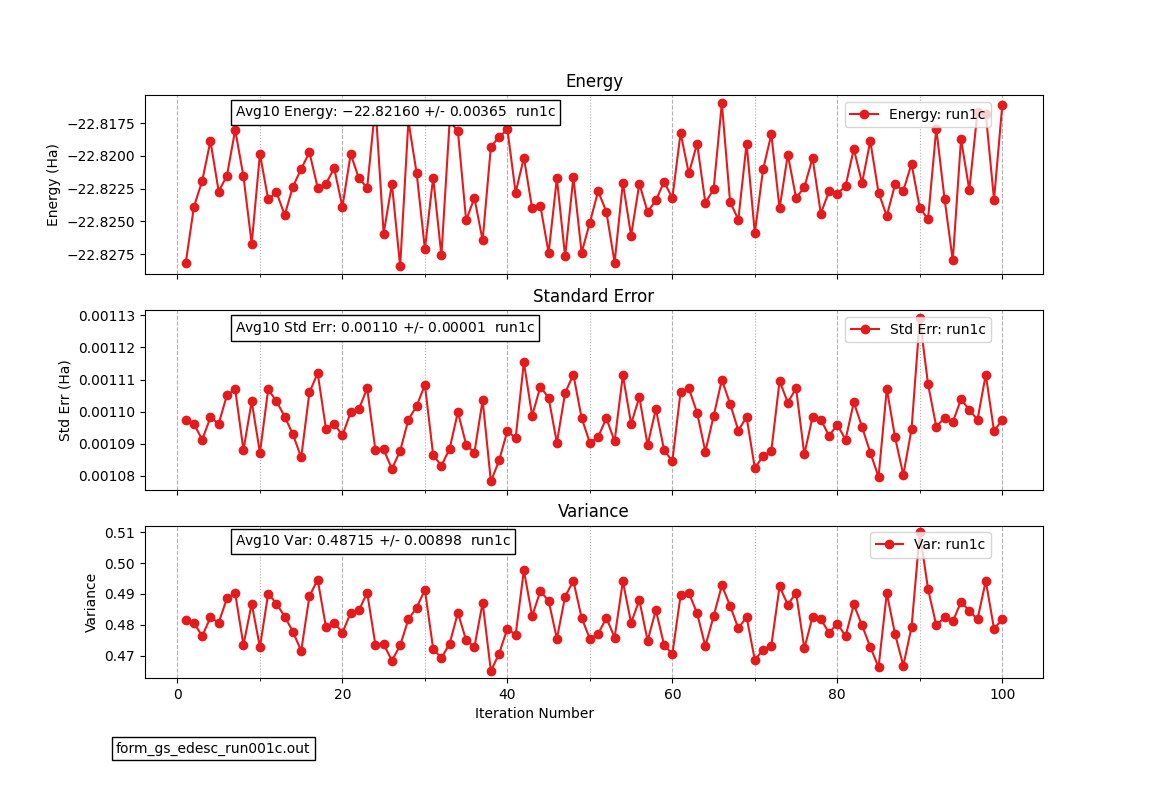 Energy
Avg10 Energy: −22.82160 +/- 0.00365  run1c
Energy: run1c
Energy (Ha)
−22.8175
−22.8200
−22.8225
−22.8250
−22.8275
Standard Error
Avg10 Std Err: 0.00110 +/- 0.00001  run1c
Std Err: run1c
Std Err (Ha)
0.00113
0.00112
0.00111
0.00110
0.00109
0.00108
Variance
Avg10 Var: 0.48715 +/- 0.00898  run1c
Var: run1c
Variance
0.51
0.50
0.49
0.48
0.47
0 20 40 60 80 100
Iteration Number
form_gs_edesc_run001c.out